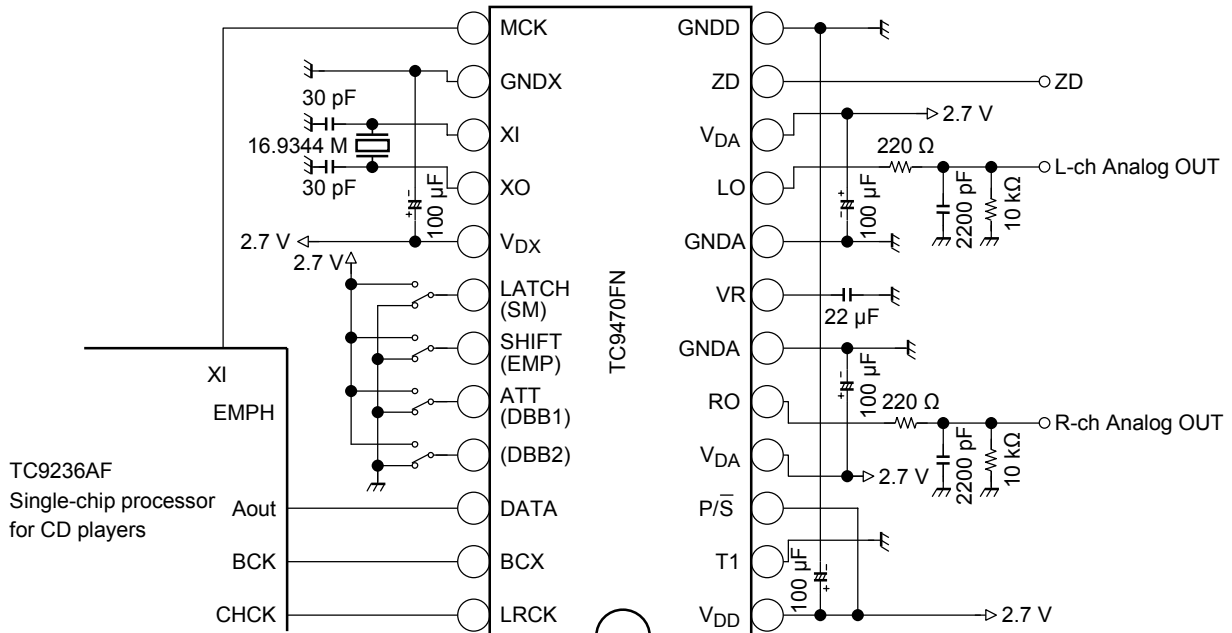 MCK
GNDD
30 pF
GNDX
ZD
ZD
XI
V_DA
2.7 V
16.9344 M
220 Ω
L-ch Analog OUT
30 pF
XO
100 µF
+ -
LO
+ -
100 µF
2200 pF
10 kΩ
2.7 V
V_DX
GNDA
2.7 V
LATCH
(SM)
VR
22 µF
TC9470FN
SHIFT
(EMP)
GNDA
XI
100 µF
+ -
EMPH
ATT
(DBB1)
RO
220 Ω
R-ch Analog OUT
2200 pF
10 kΩ
(DBB2)
V_DA
2.7 V
TC9236AF
Single-chip processor
for CD players
Aout
DATA
P/S̅
BCK
BCX
T1
100 µF
+ -
CHCK
LRCK
V_DD
2.7 V